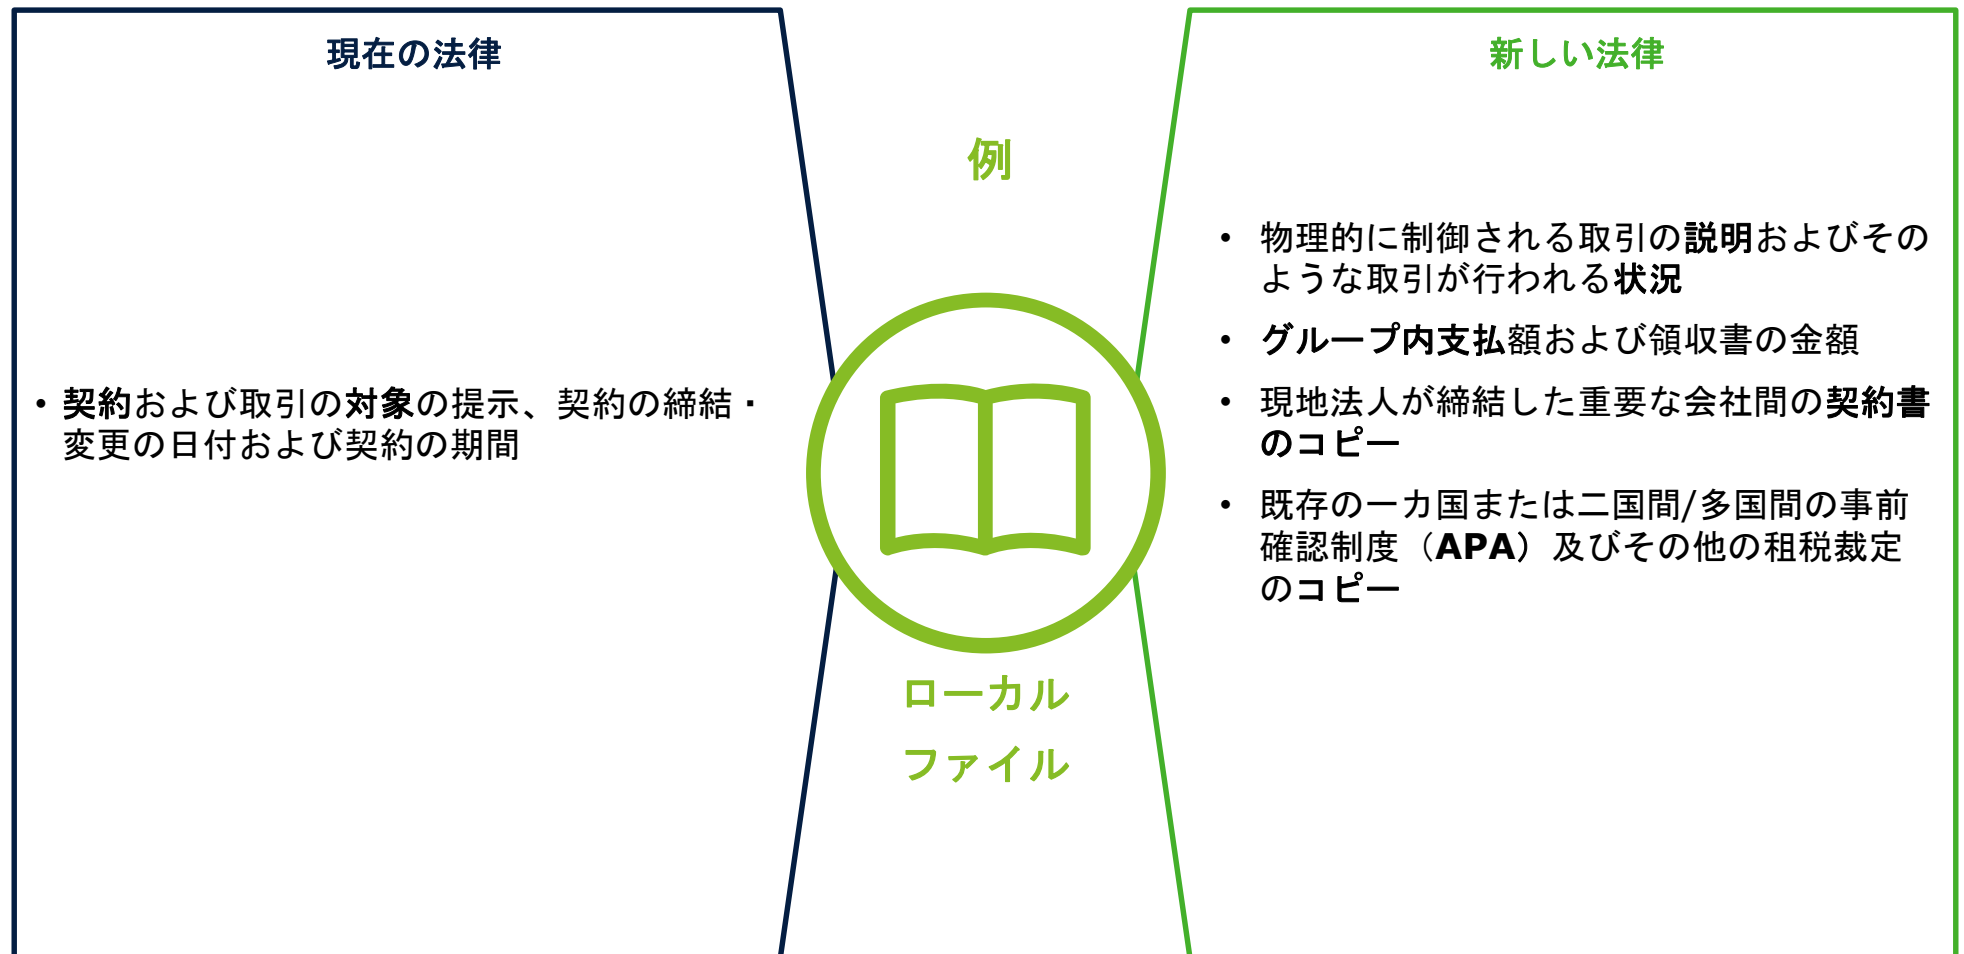 現在の法律
• 契約および取引の対象の提示、契約の締結・
変更の日付および契約の期間
例
ローカル
ファイル
新しい法律
• 物理的に制御される取引の説明およびその
ような取引が行われる状況
• グループ内支払額および領収書の金額
• 現地法人が締結した重要な会社間の契約書
のコピー
• 既存の一カ国または二国間/多国間の事前
確認制度（APA）及びその他の租税裁定
のコピー